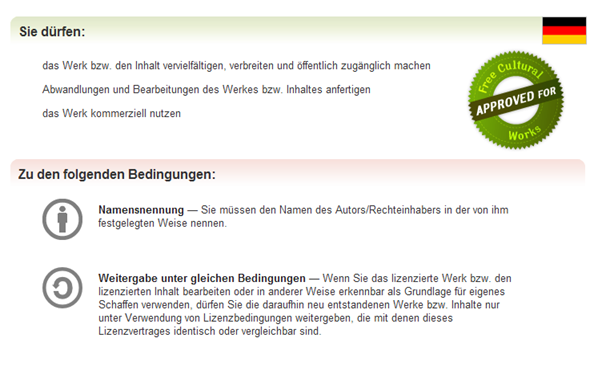 Sie dürfen:
das Werk bzw. den Inhalt vervielfältigen, verbreiten und öffentlich zugänglich machen
Abwandlungen und Bearbeitungen des Werkes bzw. Inhaltes anfertigen
das Werk kommerziell nutzen
Free Cultural
APPROVED FOR
Works
Zu den folgenden Bedingungen:
Namensnennung — Sie müssen den Namen des Autors/Rechteinhabers in der von ihm
festgelegten Weise nennen.
Weitergabe unter gleichen Bedingungen — Wenn Sie das lizenzierte Werk bzw. den
lizenzierten Inhalt bearbeiten oder in anderer Weise erkennbar als Grundlage für eigenes
Schaffen verwenden, dürfen Sie die daraufhin neu entstandenen Werke bzw. Inhalte nur
unter Verwendung von Lizenzbedingungen weitergeben, die mit denen dieses
Lizenzvertrages identisch oder vergleichbar sind.